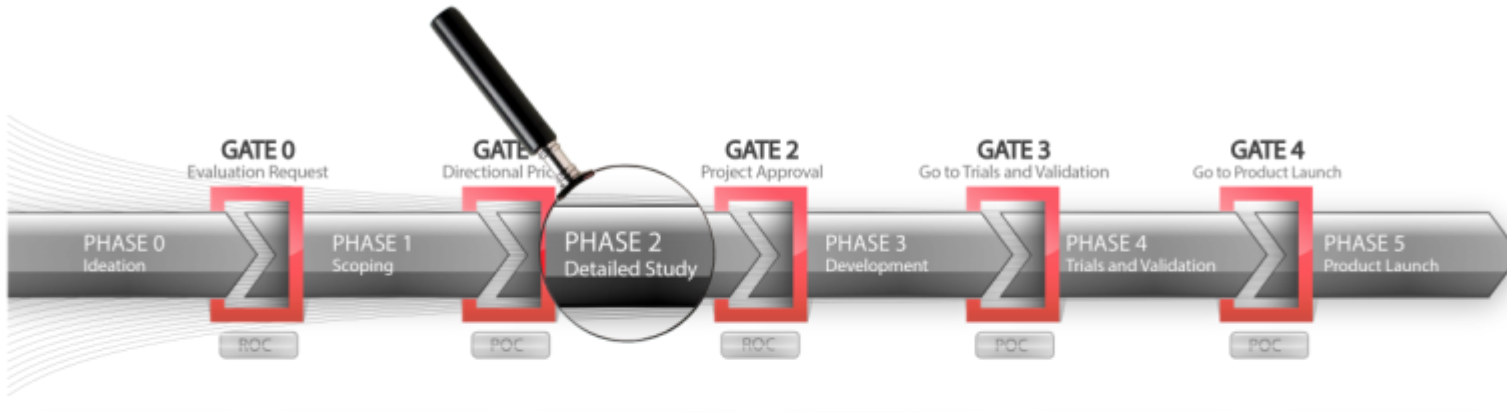 GATE 0
Evaluation Request
GATE
Directional Pric
GATE 2
Project Approval
GATE 3
Go to Trials and Validation
GATE 4
Go to Product Launch
PHASE 0
Ideation
PHASE 1
Scoping
PHASE 2
Detailed Study
PHASE 3
Development
PHASE 4
Trials and Validation
PHASE 5
Product Launch
ROC
POC
ROC
POC
POC